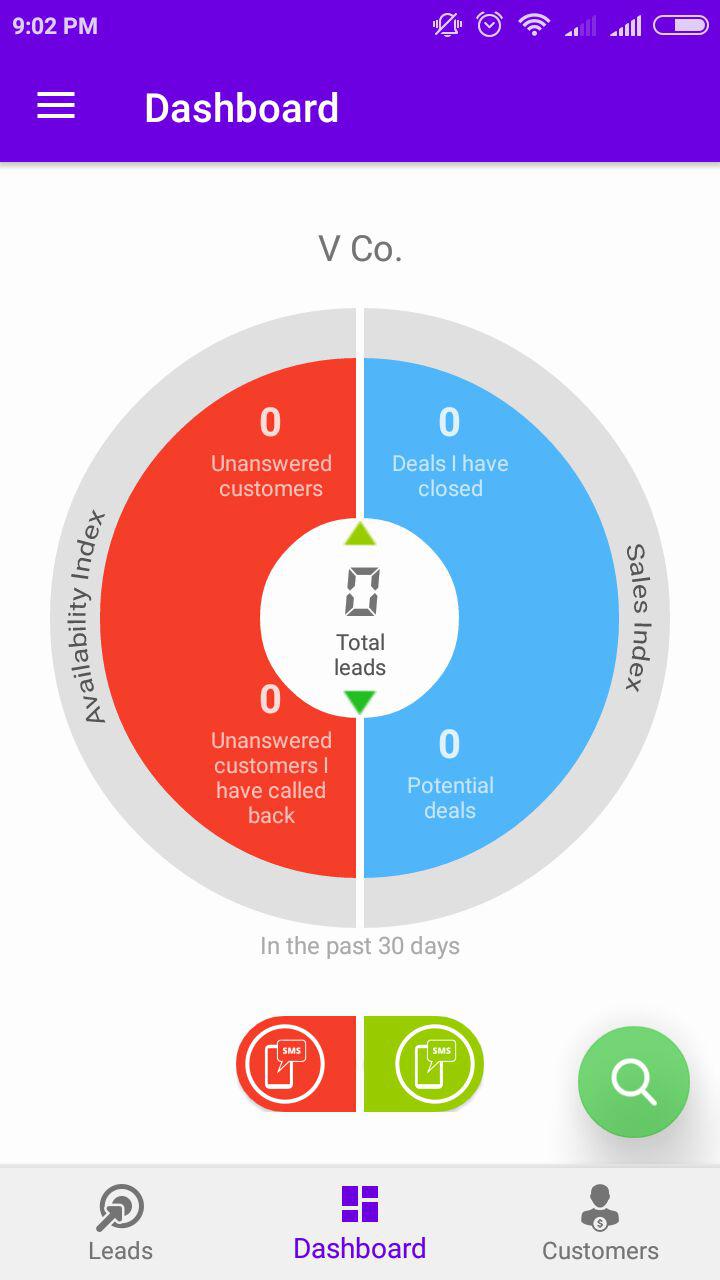 9:02 PM
Dashboard
V Co.
0
Unanswered
customers
0
Deals I have
closed
Availability Index
Sales Index
0
Total
leads
0
Unanswered
customers I
have called
back
0
Potential
deals
In the past 30 days
SMS
SMS
$
Leads
Dashboard
Customers